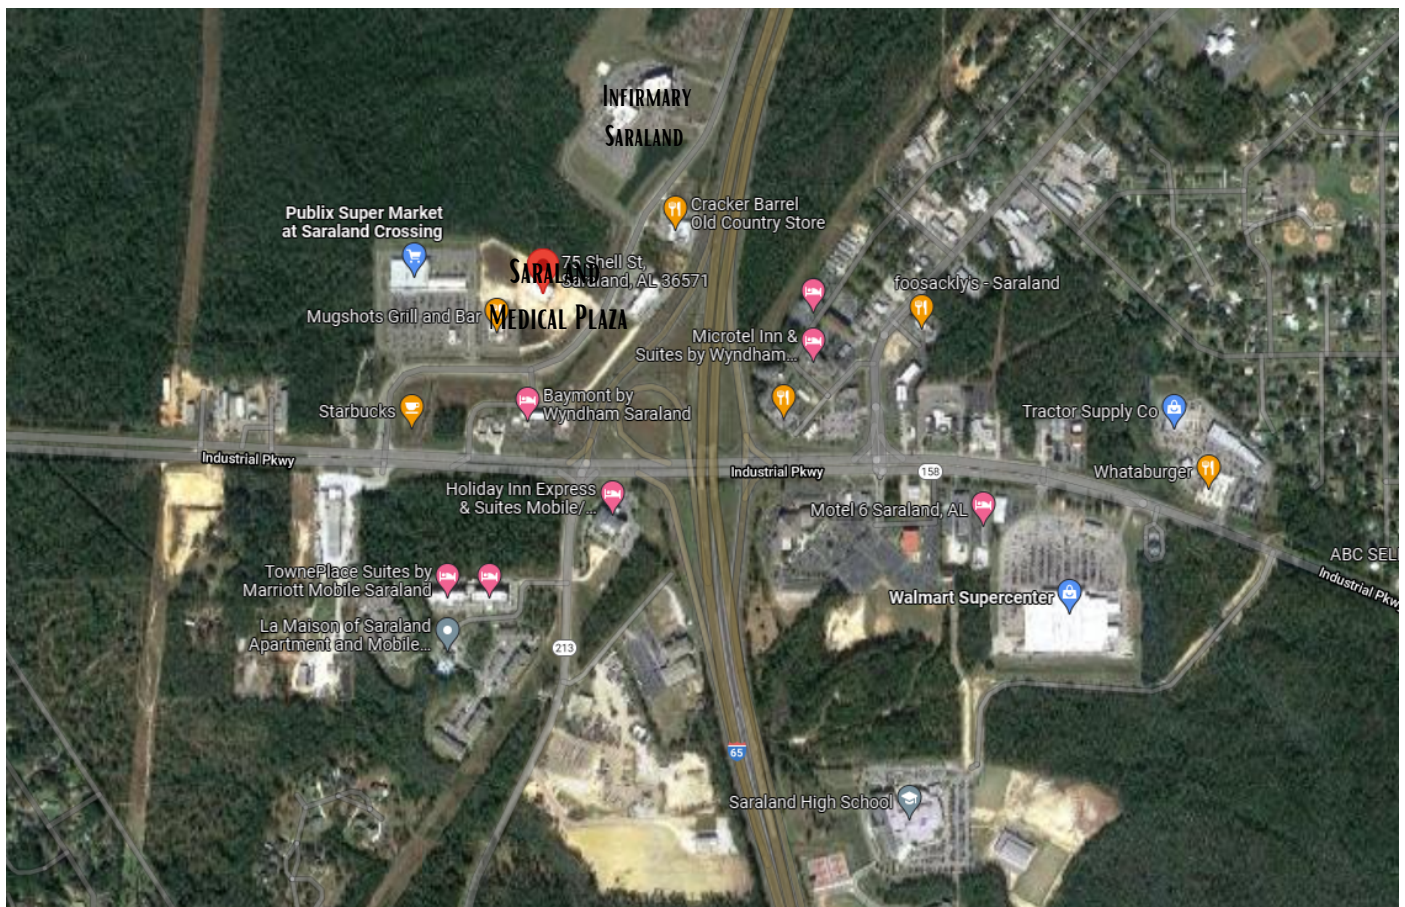 Infirmary
Saraland
Cracker Barrel
Old Country Store
Publix Super Market
at Saraland Crossing
75 Shell St,
Saraland, AL 36571
Saraland
Medical Plaza
Mugshots Grill and Bar
foosackly's - Saraland
Microtel Inn &
Suites by Wyndham...
Baymont by
Wyndham Saraland
Starbucks
Tractor Supply Co
Industrial Pkwy
Industrial Pkwy
158
Whataburger
Holiday Inn Express
& Suites Mobile/...
Motel 6 Saraland, AL
ABC SEL
Industrial Pkw
TownePlace Suites by
Marriott Mobile Saraland
Walmart Supercenter
La Maison of Saraland
Apartment and Mobile...
213
65
Saraland High School